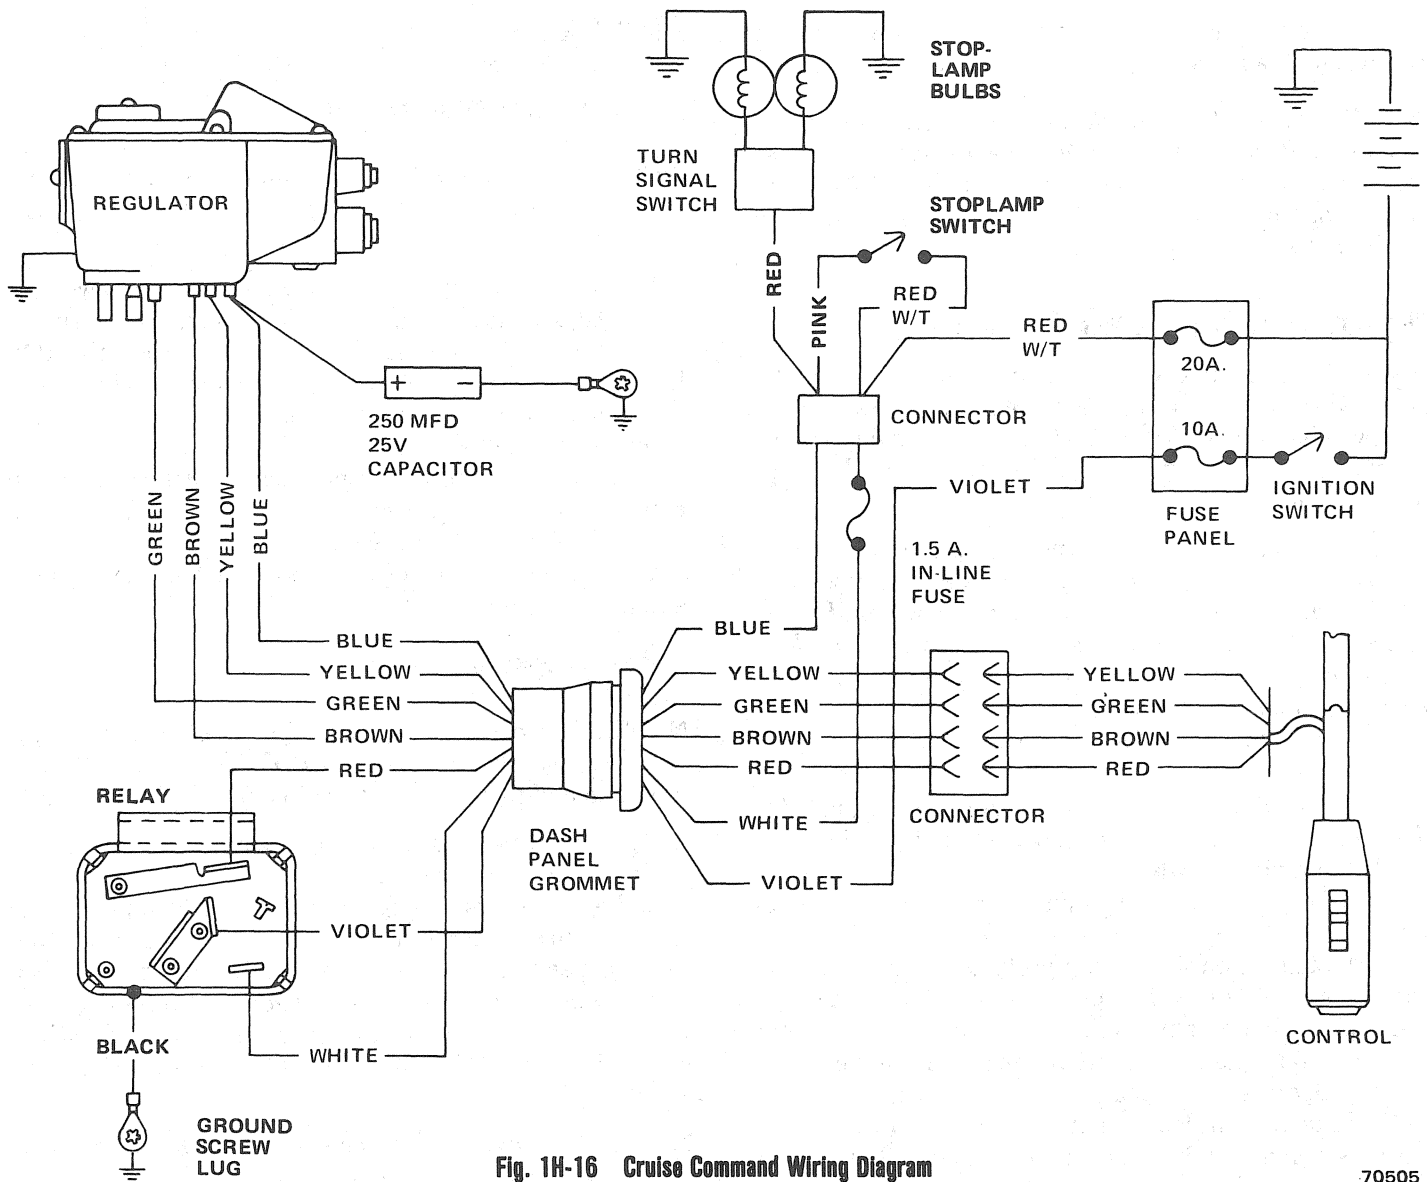 STOP-
LAMP
BULBS
TURN
SIGNAL
SWITCH
REGULATOR
STOPLAMP
SWITCH
RED
PINK
RED
W/T
RED
W/T
20A.
10A.
+ −
250 MFD
25V
CAPACITOR
CONNECTOR
VIOLET
FUSE
PANEL
IGNITION
SWITCH
GREEN
BROWN
YELLOW
BLUE
1.5 A.
IN-LINE
FUSE
BLUE
YELLOW
GREEN
BROWN
RED
BLUE
YELLOW
GREEN
BROWN
RED
WHITE
VIOLET
YELLOW
GREEN
BROWN
RED
CONNECTOR
DASH
PANEL
GROMMET
RELAY
VIOLET
WHITE
BLACK
GROUND
SCREW
LUG
CONTROL
Fig. 1H-16 Cruise Command Wiring Diagram
70505